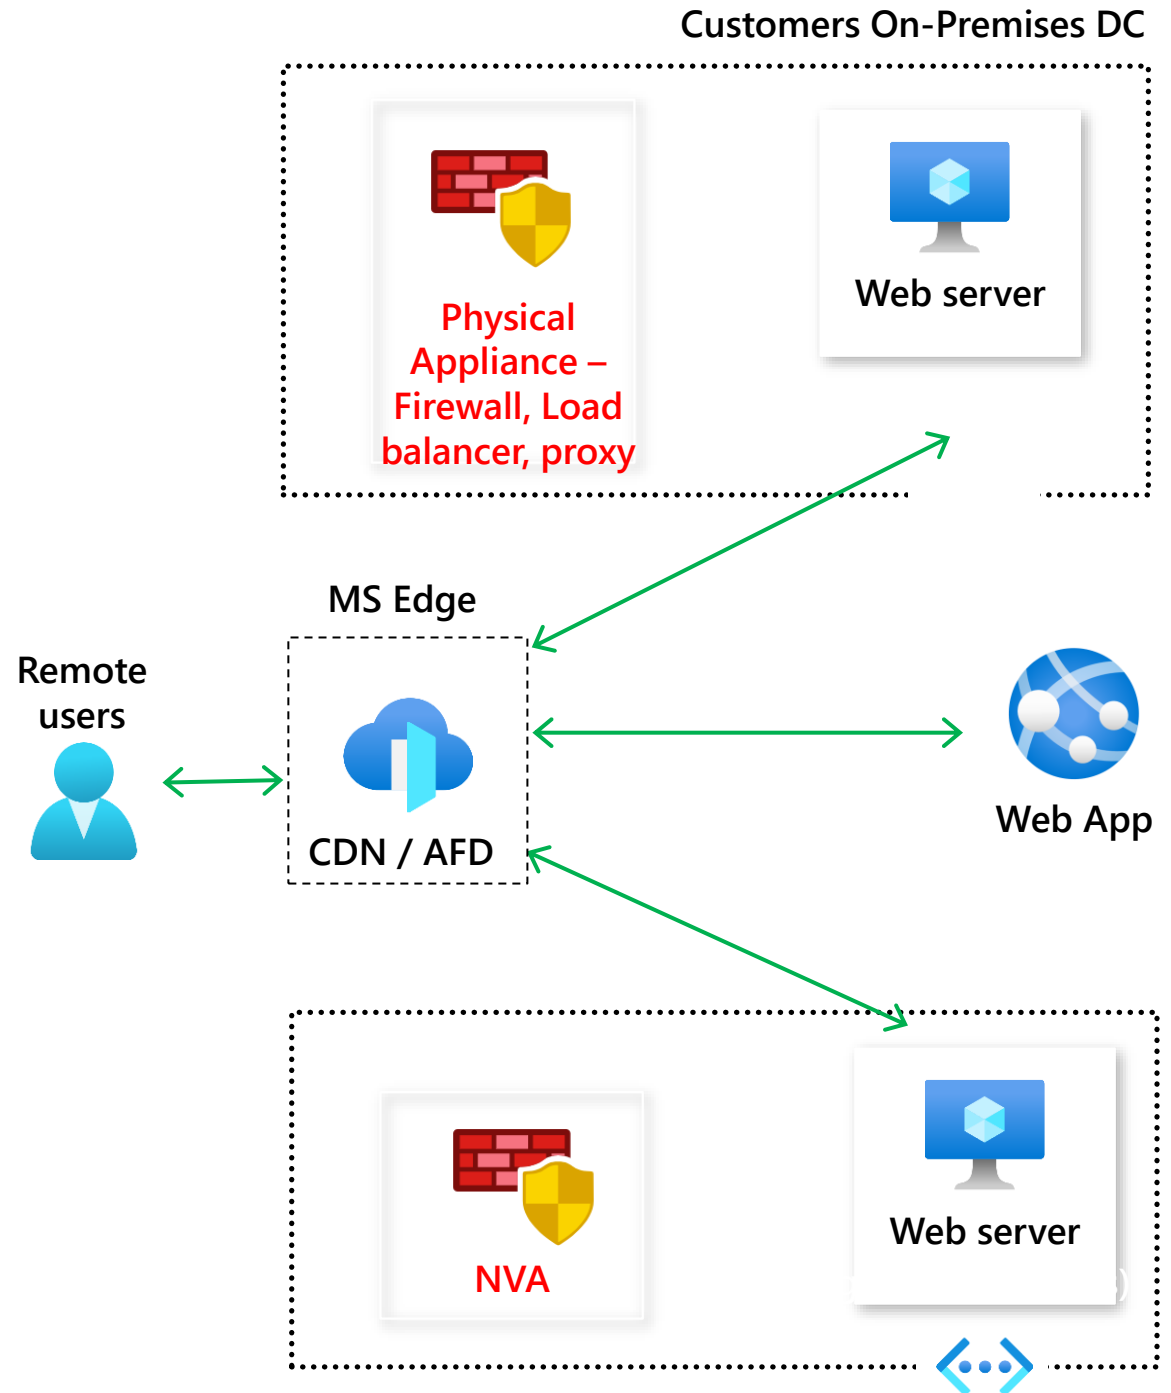 Customers On-Premises DC
Physical
Appliance –
Firewall, Load
balancer, proxy
Web server
MS Edge
Remote
users
CDN / AFD
Web App
NVA
Web server